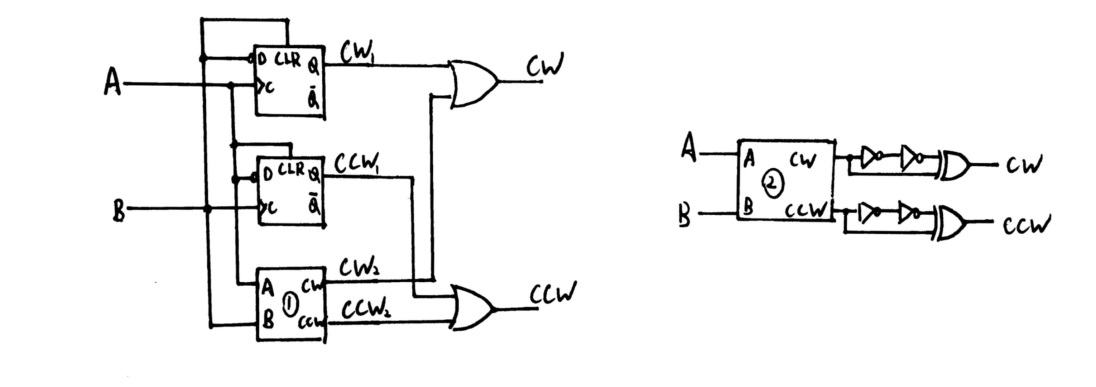 A
B
D CLR Q
C Q̄
CW₁
D CLR Q
C Q̄
CCW₁
A CW
① 
B CCW
CW₂
CCW₂
CW
CCW
A
B
A CW
②
B CCW
CW
CCW